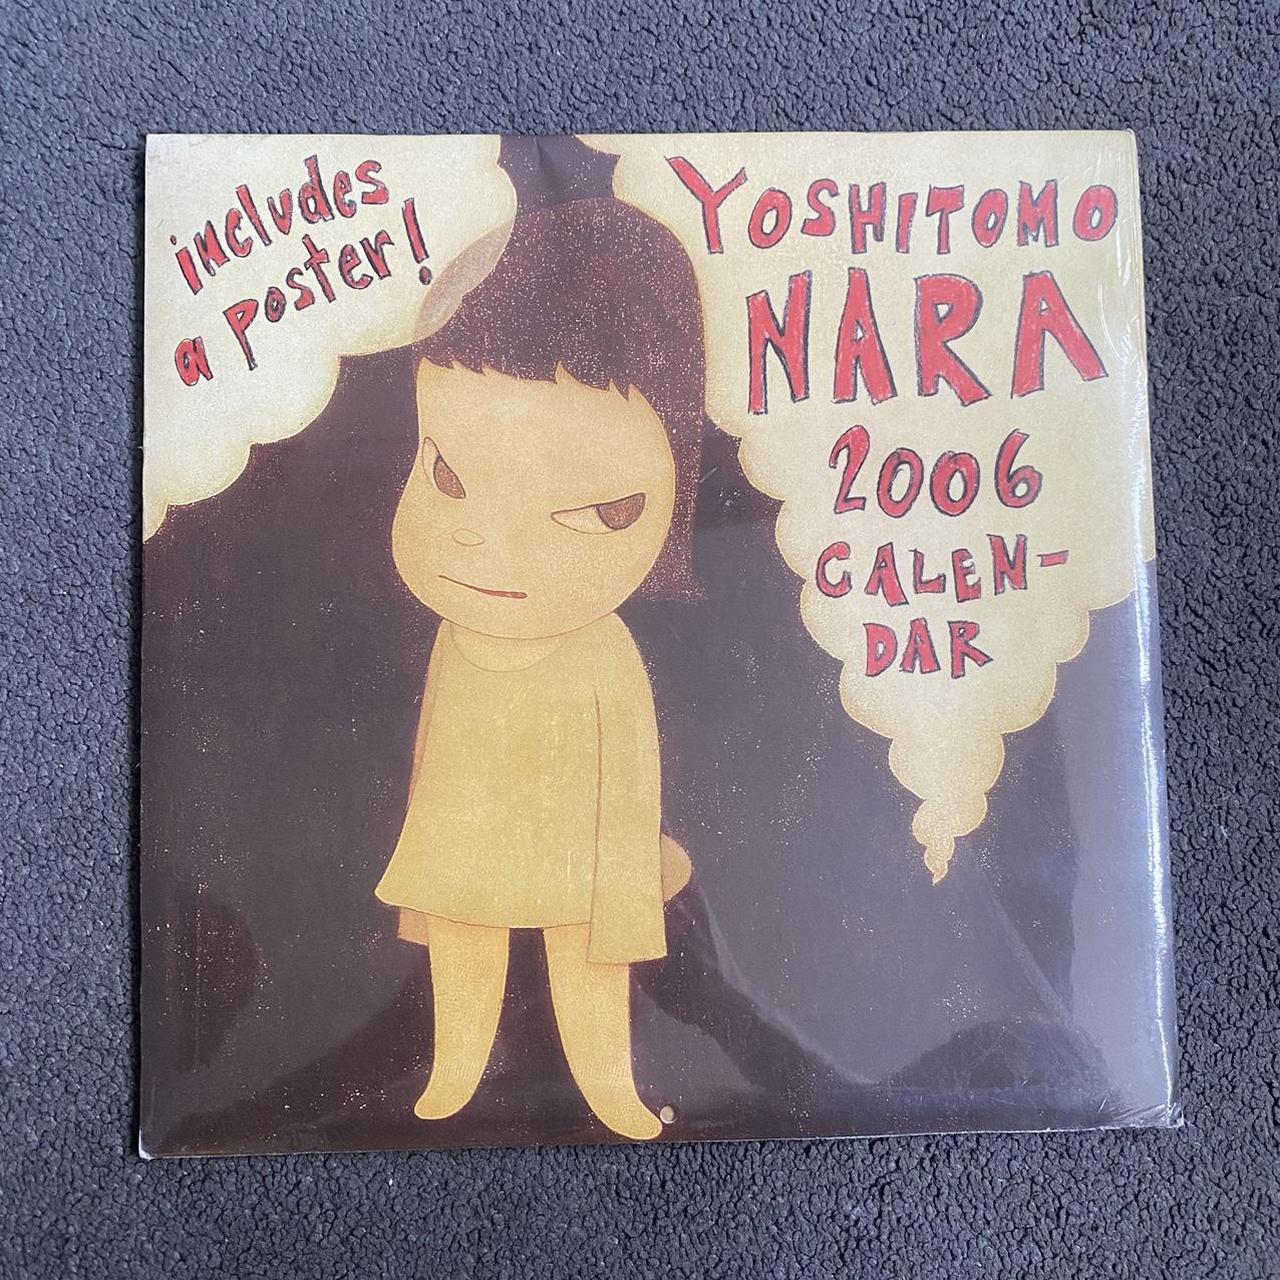 includes
a poster!
YOSHITOMO
NARA
2006
CALEN-
DAR